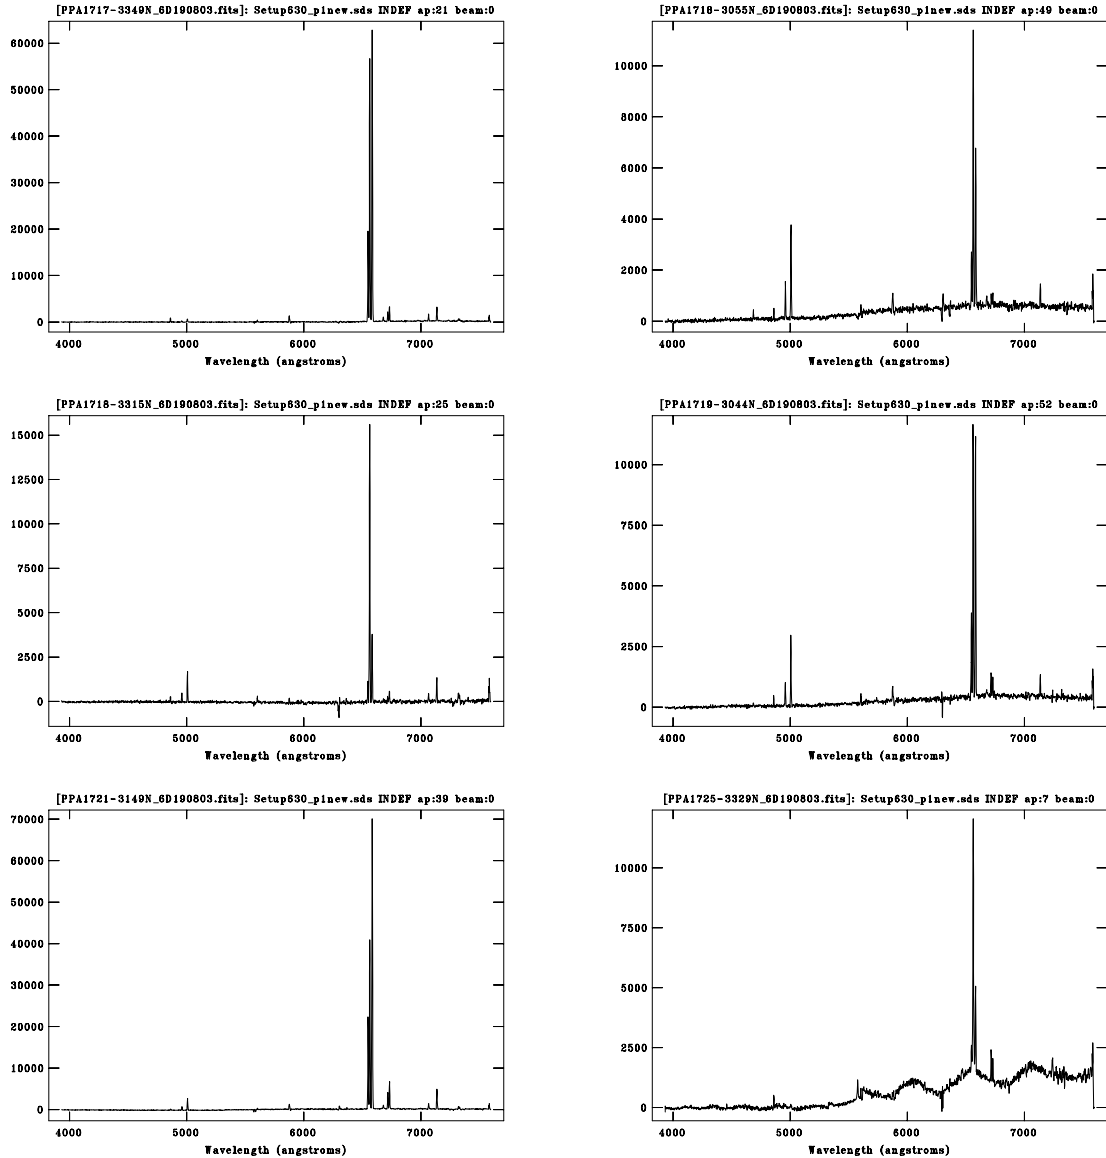 [PPA1717-3349N_6D190803.fits]: Setup630_p1new.sds INDEF ap:21 beam:0
60000
50000
40000
30000
20000
10000
0
4000 5000 6000 7000
Wavelength (angstroms)
[PPA1718-3055N_6D190803.fits]: Setup630_p1new.sds INDEF ap:49 beam:0
10000
8000
6000
4000
2000
0
4000 5000 6000 7000
Wavelength (angstroms)
[PPA1718-3315N_6D190803.fits]: Setup630_p1new.sds INDEF ap:25 beam:0
15000
12500
10000
7500
5000
2500
0
4000 5000 6000 7000
Wavelength (angstroms)
[PPA1719-3044N_6D190803.fits]: Setup630_p1new.sds INDEF ap:52 beam:0
10000
7500
5000
2500
0
4000 5000 6000 7000
Wavelength (angstroms)
[PPA1721-3149N_6D190803.fits]: Setup630_p1new.sds INDEF ap:39 beam:0
70000
60000
50000
40000
30000
20000
10000
0
4000 5000 6000 7000
Wavelength (angstroms)
[PPA1725-3329N_6D190803.fits]: Setup630_p1new.sds INDEF ap:7 beam:0
10000
7500
5000
2500
0
4000 5000 6000 7000
Wavelength (angstroms)